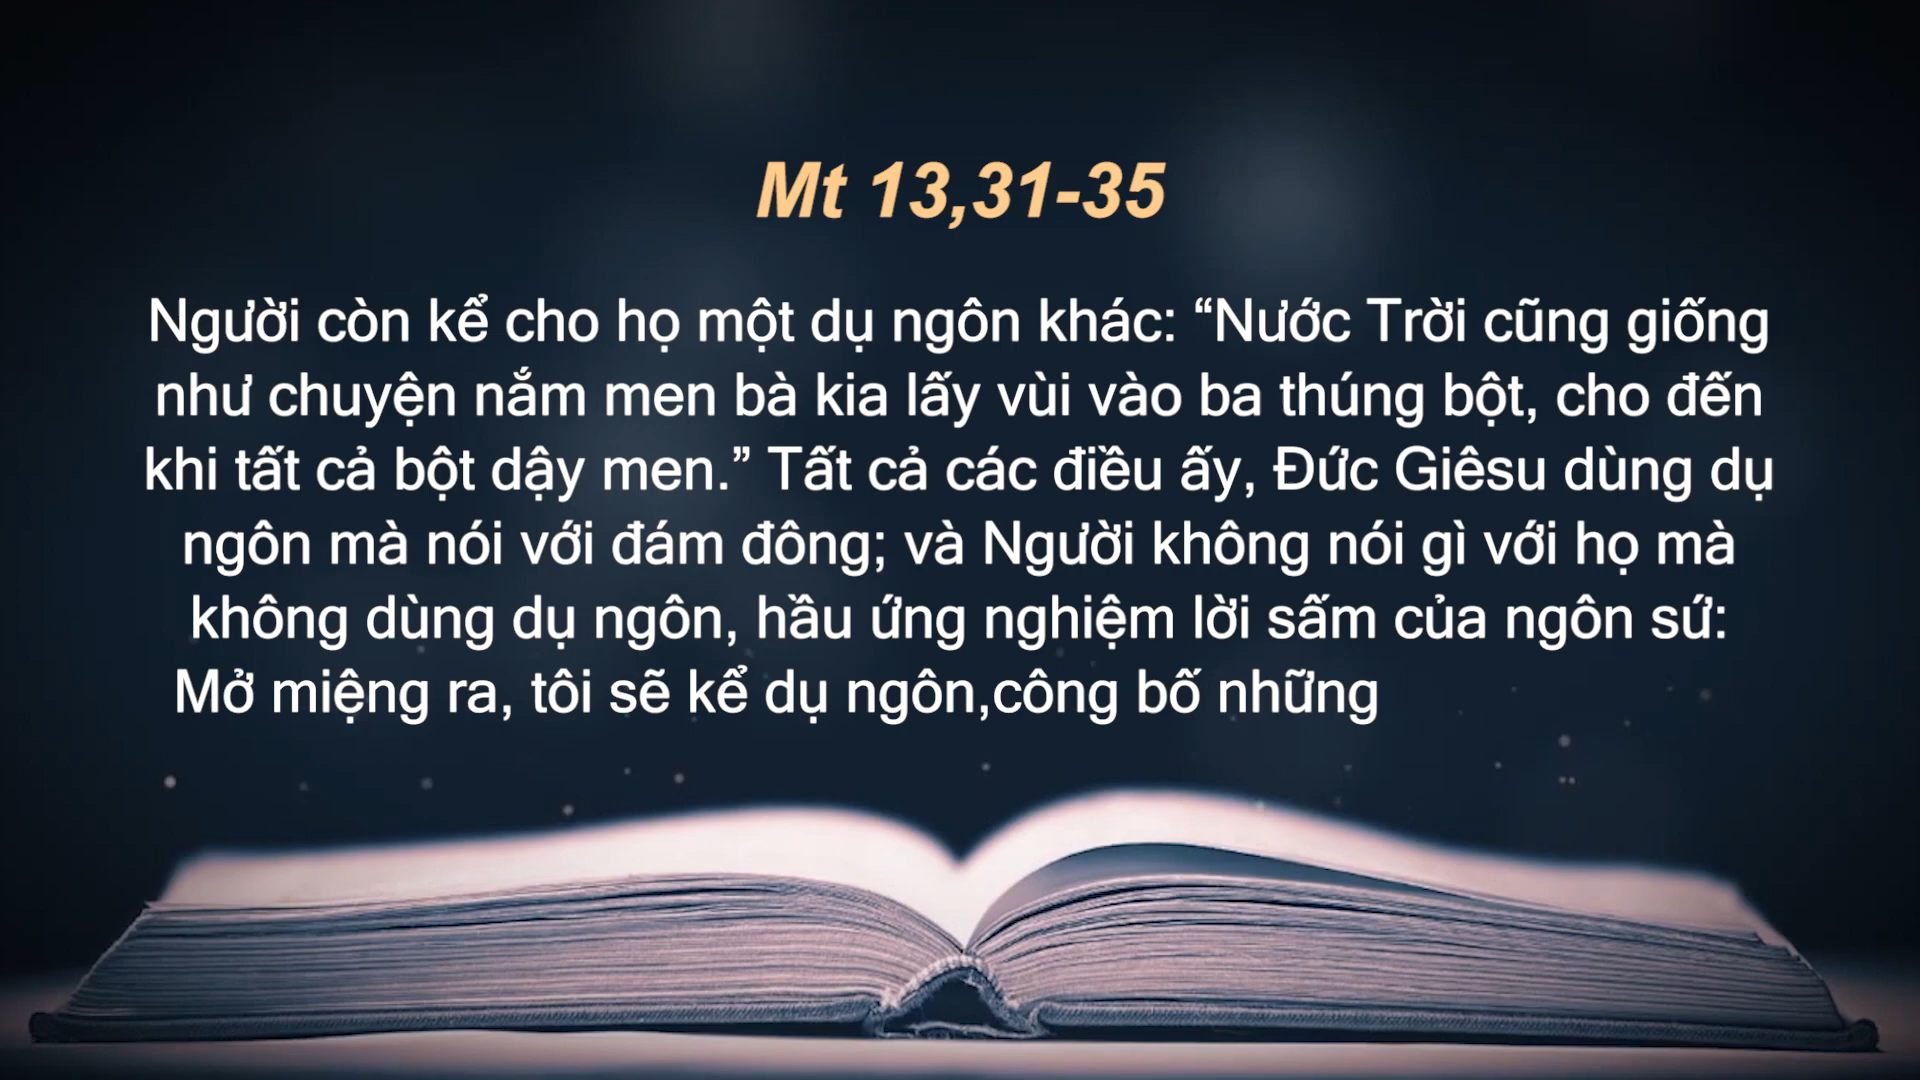 Mt 13,31-35
Người còn kể cho họ một dụ ngôn khác: “Nước Trời cũng giống
như chuyện nắm men bà kia lấy vùi vào ba thúng bột, cho đến
khi tất cả bột dậy men.” Tất cả các điều ấy, Đức Giêsu dùng dụ
ngôn mà nói với đám đông; và Người không nói gì với họ mà
không dùng dụ ngôn, hầu ứng nghiệm lời sấm của ngôn sứ:
Mở miệng ra, tôi sẽ kể dụ ngôn,công bố những